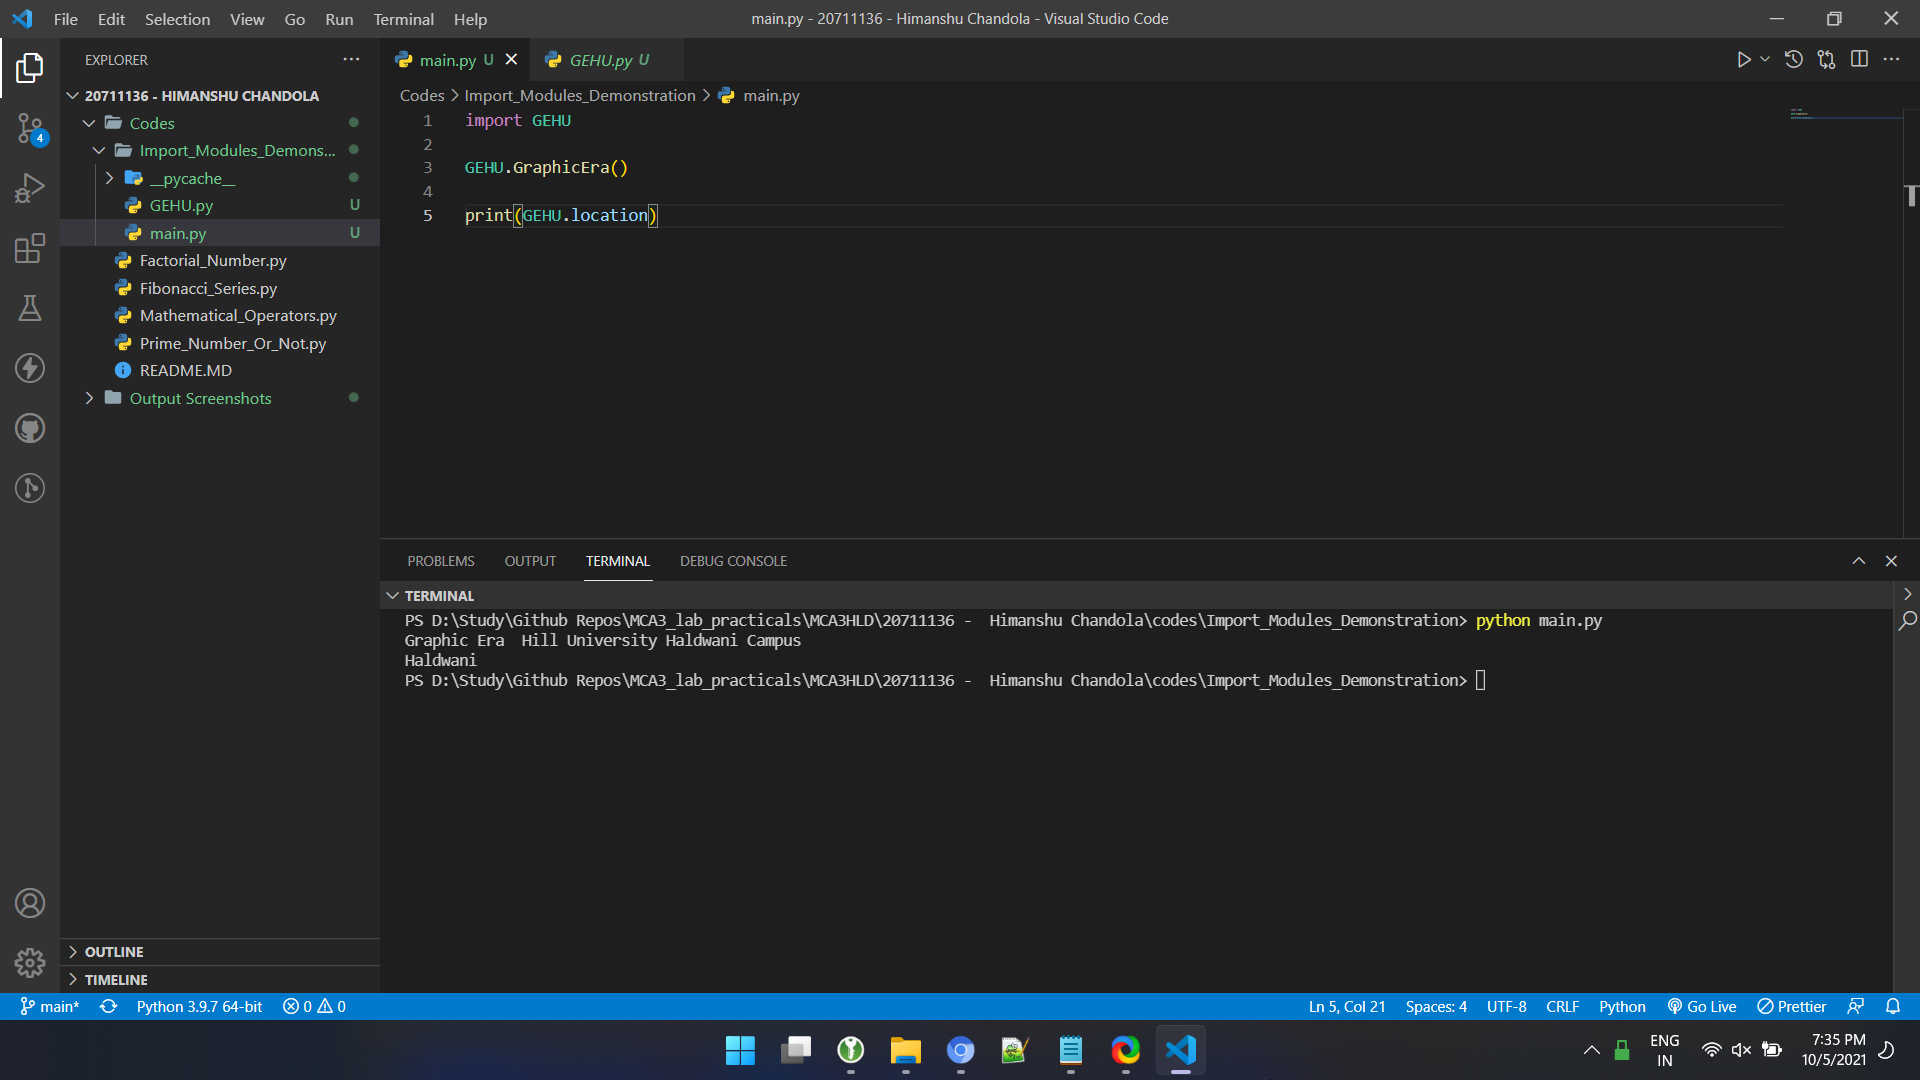 File Edit Selection View Go Run Terminal Help
main.py - 20711136 - Himanshu Chandola - Visual Studio Code
EXPLORER
20711136 - HIMANSHU CHANDOLA
Codes
Import_Modules_Demons...
__pycache__
GEHU.py U
main.py U
Factorial_Number.py
Fibonacci_Series.py
Mathematical_Operators.py
Prime_Number_Or_Not.py
README.MD
Output Screenshots
OUTLINE
TIMELINE
4
main.py U
GEHU.py U
Codes > Import_Modules_Demonstration > main.py
1 import GEHU
2
3 GEHU.GraphicEra()
4
5 print(GEHU.location)
PROBLEMS OUTPUT TERMINAL DEBUG CONSOLE
TERMINAL
PS D:\Study\Github Repos\MCA3_lab_practicals\MCA3HLD\20711136 -  Himanshu Chandola\codes\Import_Modules_Demonstration> python main.py
Graphic Era  Hill University Haldwani Campus
Haldwani
PS D:\Study\Github Repos\MCA3_lab_practicals\MCA3HLD\20711136 -  Himanshu Chandola\codes\Import_Modules_Demonstration>
main* Python 3.9.7 64-bit 0 0
Ln 5, Col 21 Spaces: 4 UTF-8 CRLF Python Go Live Prettier
ENG
IN
7:35 PM
10/5/2021